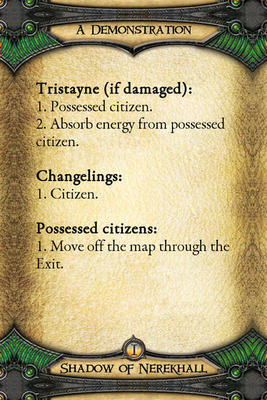 A Demonstration
Tristayne (if damaged):
1. Possessed citizen.
2. Absorb energy from possessed
citizen.
Changelings:
1. Citizen.
Possessed citizens:
1. Move off the map through the
Exit.
1
Shadow of Nerekhall